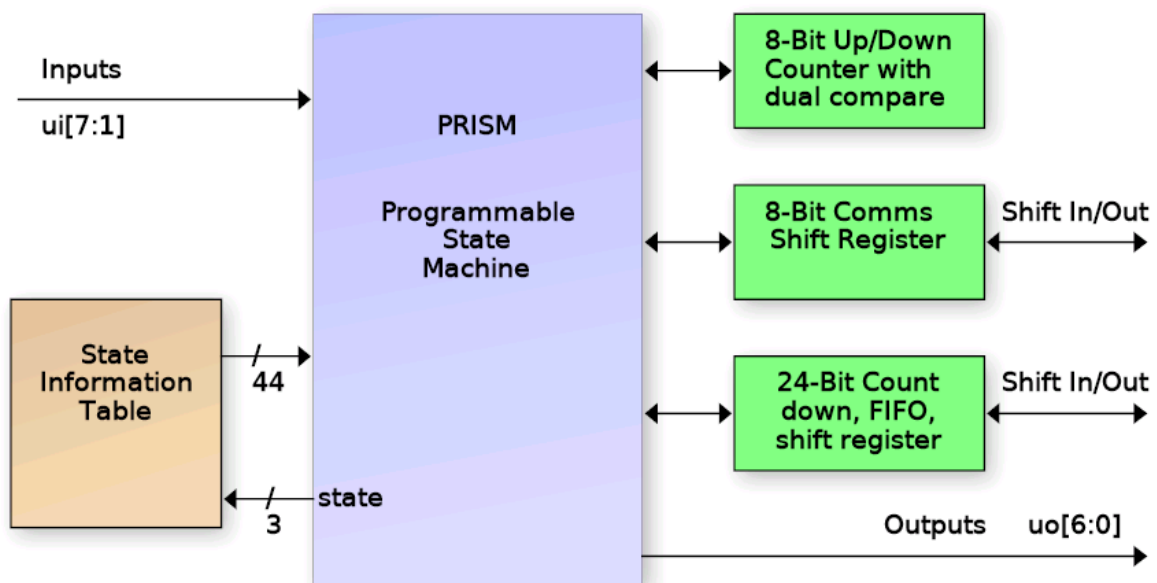 Inputs
ui[7:1]
PRISM
Programmable
State
Machine
8-Bit Up/Down
Counter with
dual compare
8-Bit Comms
Shift Register
Shift In/Out
State
Information
Table
44
24-Bit Count
down, FIFO,
shift register
Shift In/Out
state
3
Outputs uo[6:0]